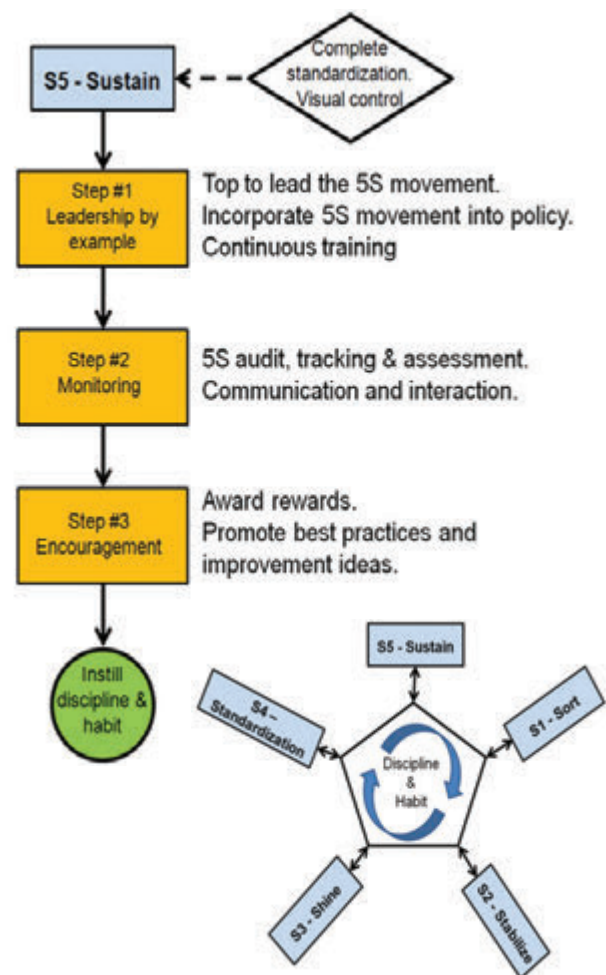 Complete
standardization.
Visual control
S5 - Sustain
Step #1
Leadership by
example
Top to lead the 5S movement.
Incorporate 5S movement into policy.
Continuous training
Step #2
Monitoring
5S audit, tracking & assessment.
Communication and interaction.
Step #3
Encouragement
Award rewards.
Promote best practices and
improvement ideas.
Instill
discipline &
habit
S5 - Sustain
S4 –
Standardization
S1 - Sort
Discipline
&
Habit
S3 - Shine
S2 - Stabilize